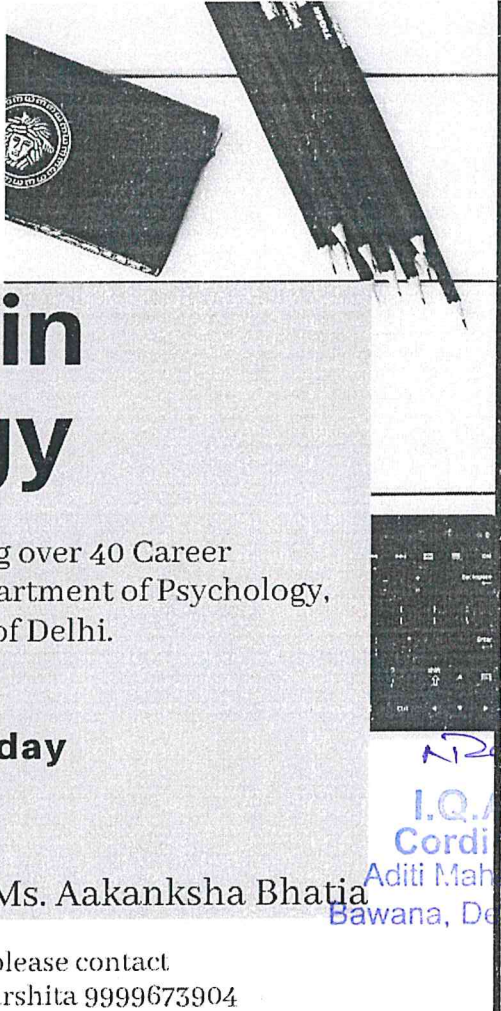 in
gy
g over 40 Career
artment of Psychology,
of Delhi.
day
I.Q.A
Cordi
Aditi Mah
Bawana, De
Ms. Aakanksha Bhatia
please contact
arshita 9999673904